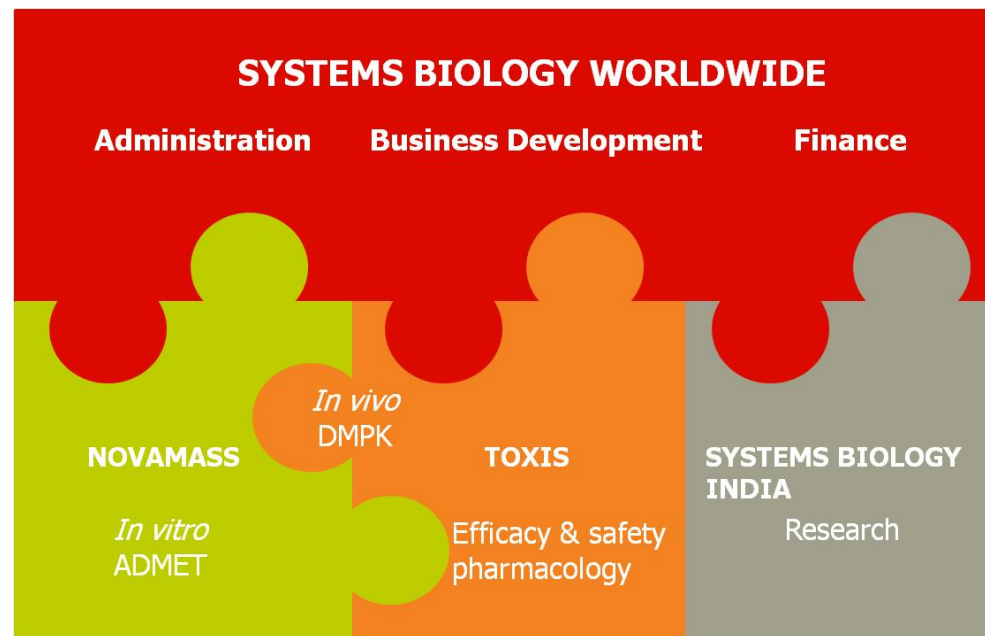 SYSTEMS BIOLOGY WORLDWIDE
Administration Business Development Finance
In vivo
DMPK
NOVAMASS
In vitro
ADMET
TOXIS
Efficacy & safety
pharmacology
SYSTEMS BIOLOGY
INDIA
Research